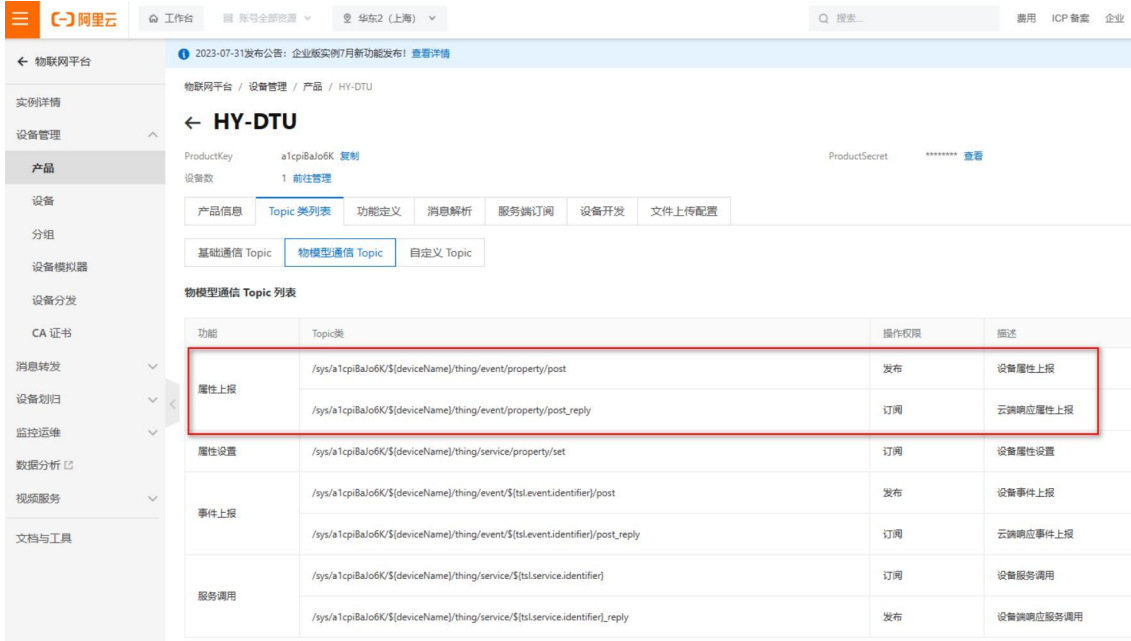 阿里云 工作台 账号全部资源 华东2（上海） 搜索... 费用 ICP 备案 企业
物联网平台
2023-07-31发布公告：企业版实例7月新功能发布！查看详情
实例详情
设备管理
产品
设备
分组
设备模拟器
设备分发
CA 证书
消息转发
设备划归
监控运维
数据分析
视频服务
文档与工具
物联网平台 / 设备管理 / 产品 / HY-DTU
← HY-DTU
ProductKey a1cpiBaJo6K 复制 ProductSecret ******** 查看
设备数 1 前往管理
产品信息 Topic 类列表 功能定义 消息解析 服务端订阅 设备开发 文件上传配置
基础通信 Topic 物模型通信 Topic 自定义 Topic
物模型通信 Topic 列表
功能 Topic类 操作权限 描述
属性上报
/sys/a1cpiBaJo6K/${deviceName}/thing/event/property/post 发布 设备属性上报
/sys/a1cpiBaJo6K/${deviceName}/thing/event/property/post_reply 订阅 云端响应属性上报
属性设置 /sys/a1cpiBaJo6K/${deviceName}/thing/service/property/set 订阅 设备属性设置
事件上报
/sys/a1cpiBaJo6K/${deviceName}/thing/event/${tsl.event.identifier}/post 发布 设备事件上报
/sys/a1cpiBaJo6K/${deviceName}/thing/event/${tsl.event.identifier}/post_reply 订阅 云端响应事件上报
服务调用
/sys/a1cpiBaJo6K/${deviceName}/thing/service/${tsl.service.identifier} 订阅 设备服务调用
/sys/a1cpiBaJo6K/${deviceName}/thing/service/${tsl.service.identifier}_reply 发布 设备端响应服务调用